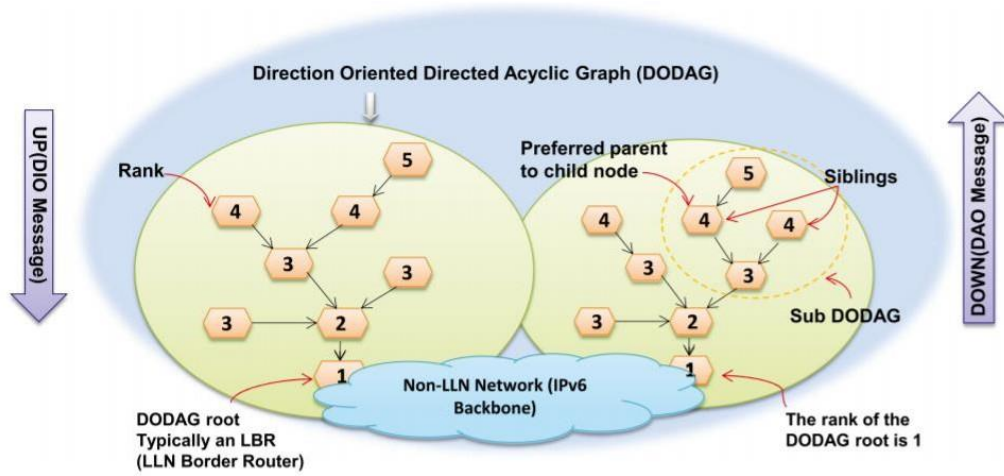 Direction Oriented Directed Acyclic Graph (DODAG)
UP(DIO Message)
Rank
5
4
4
3
3
3
2
1
DODAG root
Typically an LBR
(LLN Border Router)
Non-LLN Network (IPv6
Backbone)
Preferred parent
to child node
Siblings
5
4
4
4
3
3
3
2
1
Sub DODAG
The rank of the
DODAG root is 1
DOWN(DAO Message)